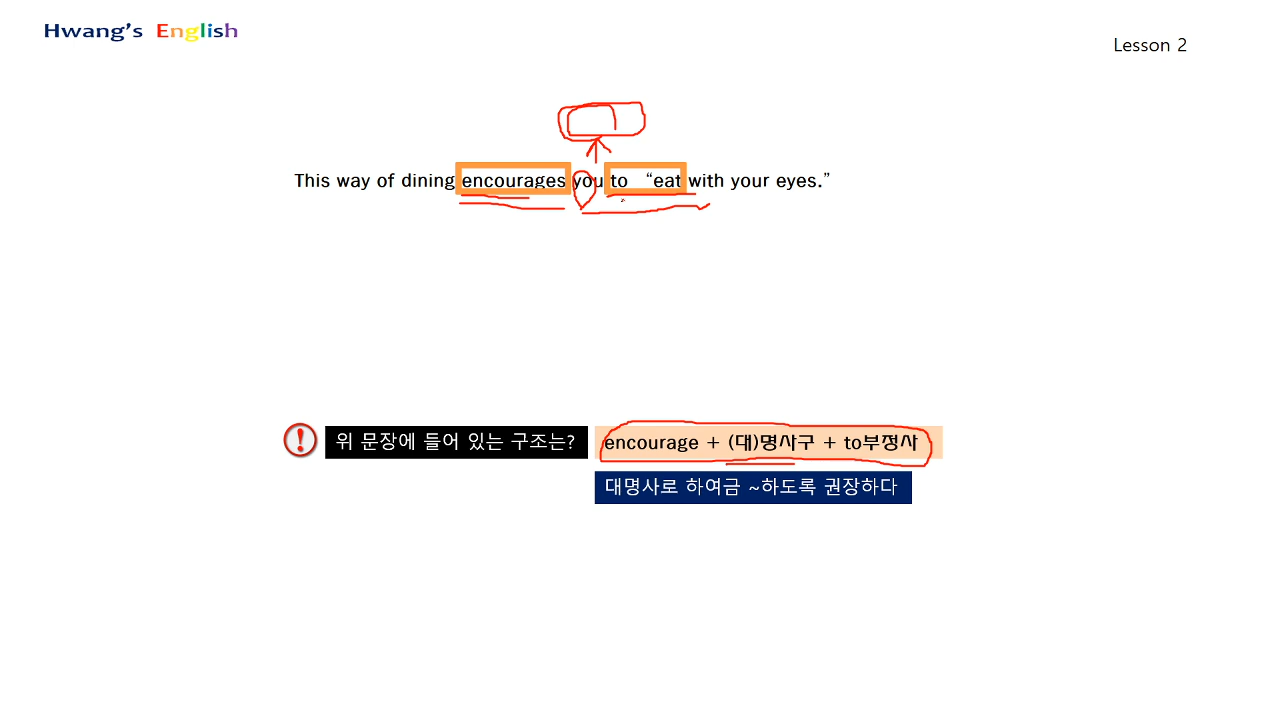 Hwang's English
Lesson 2
This way of dining encourages you to “eat with your eyes.”
위 문장에 들어 있는 구조는? encourage + (대)명사구 + to부정사
대명사로 하여금 ~하도록 권장하다